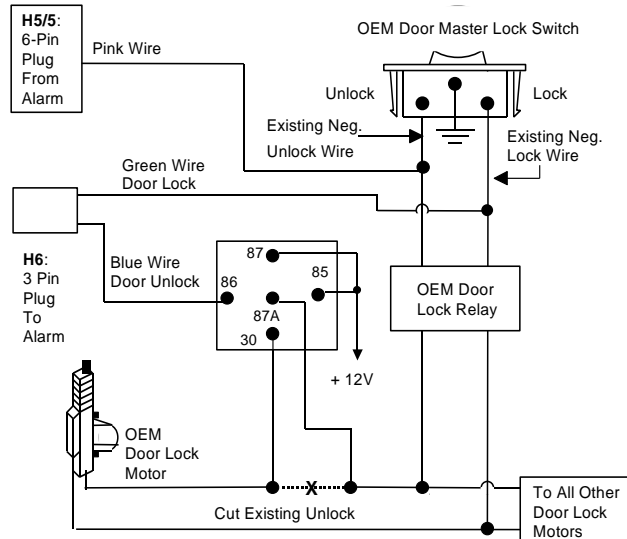 H5/5:
6-Pin
Plug
From
Alarm
Pink Wire
OEM Door Master Lock Switch
Unlock
Lock
Existing Neg.
Unlock Wire
Existing Neg.
Lock Wire
Green Wire
Door Lock
H6:
3 Pin
Plug
To
Alarm
Blue Wire
Door Unlock
87
86
85
87A
30
+ 12V
OEM Door
Lock Relay
OEM
Door Lock
Motor
X
Cut Existing Unlock
To All Other
Door Lock
Motors